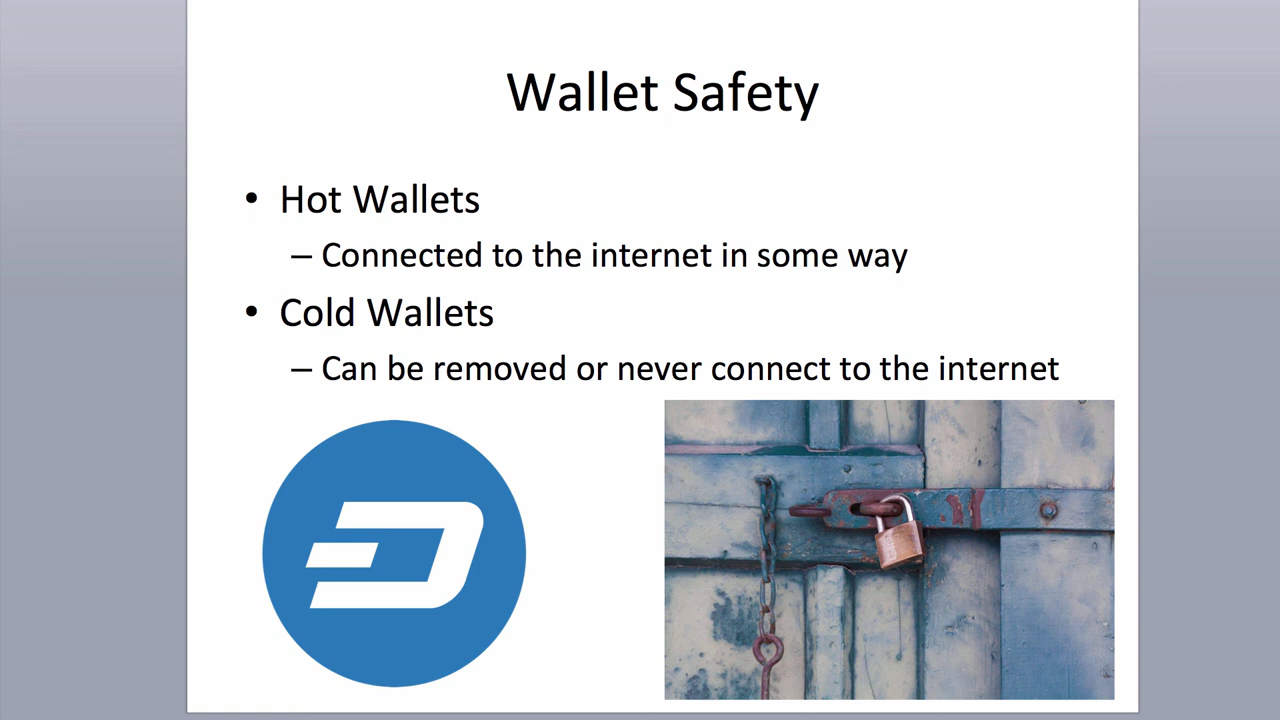 Wallet Safety
• Hot Wallets
– Connected to the internet in some way
• Cold Wallets
– Can be removed or never connect to the internet